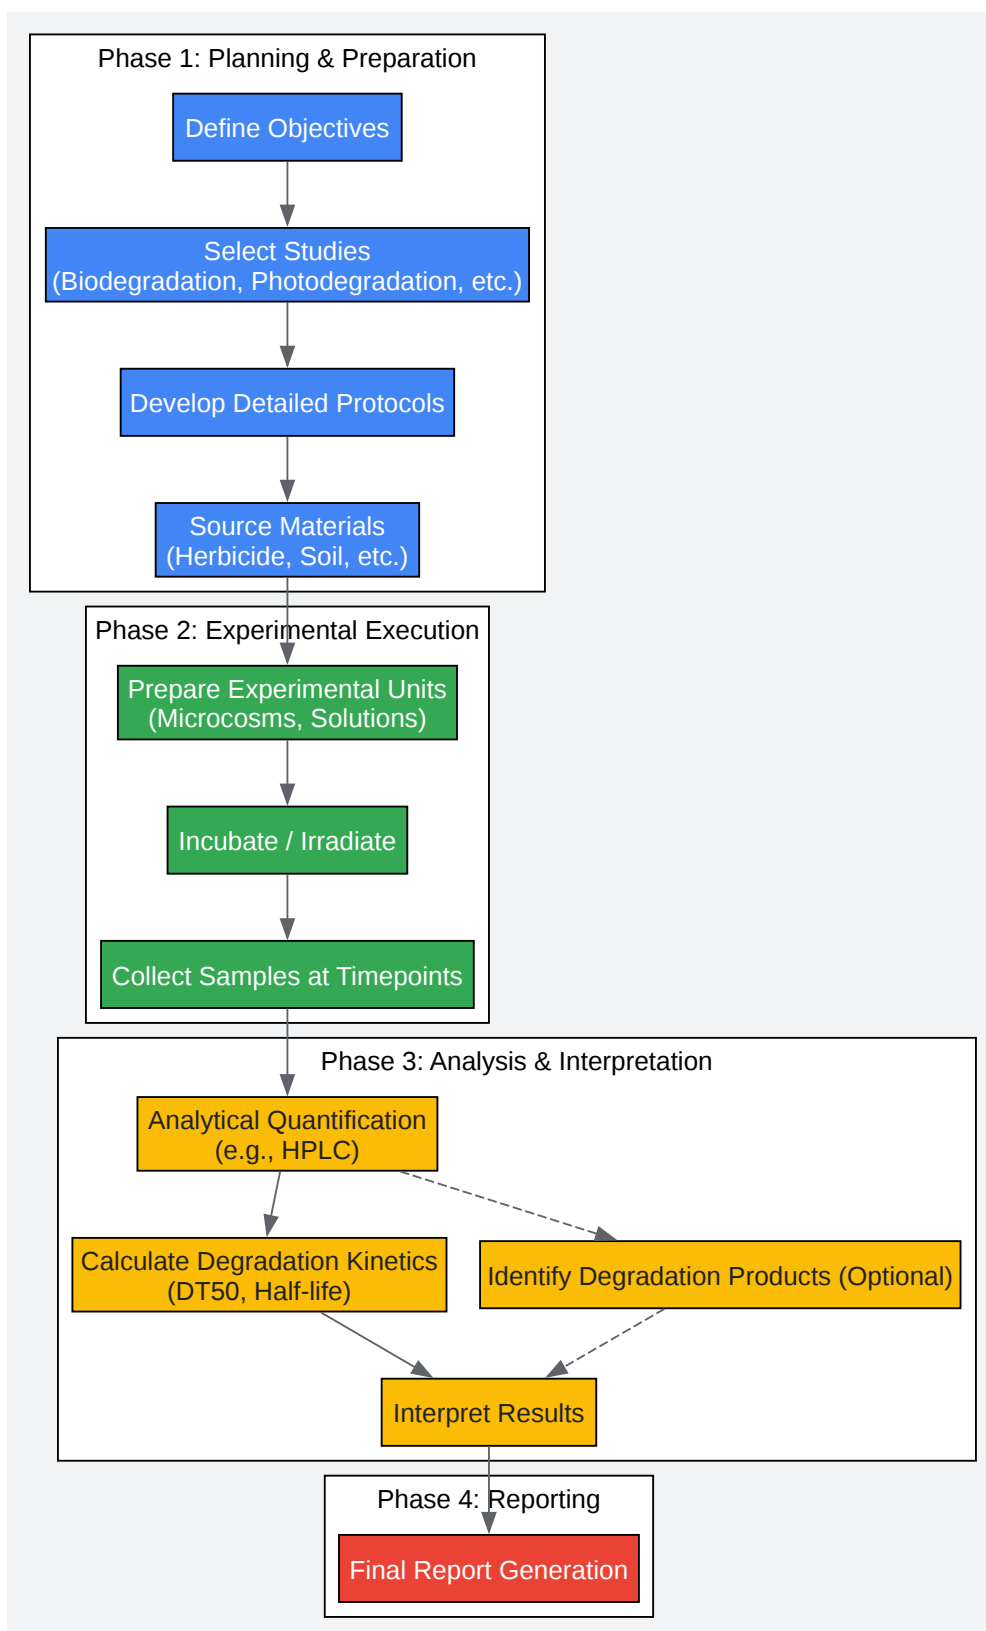 Phase 1: Planning & Preparation
Define Objectives
Select Studies
(Biodegradation, Photodegradation, etc.)
Develop Detailed Protocols
Source Materials
(Herbicide, Soil, etc.)
Phase 2: Experimental Execution
Prepare Experimental Units
(Microcosms, Solutions)
Incubate / Irradiate
Collect Samples at Timepoints
Phase 3: Analysis & Interpretation
Analytical Quantification
(e.g., HPLC)
Calculate Degradation Kinetics
(DT50, Half-life)
Identify Degradation Products (Optional)
Interpret Results
Phase 4: Reporting
Final Report Generation